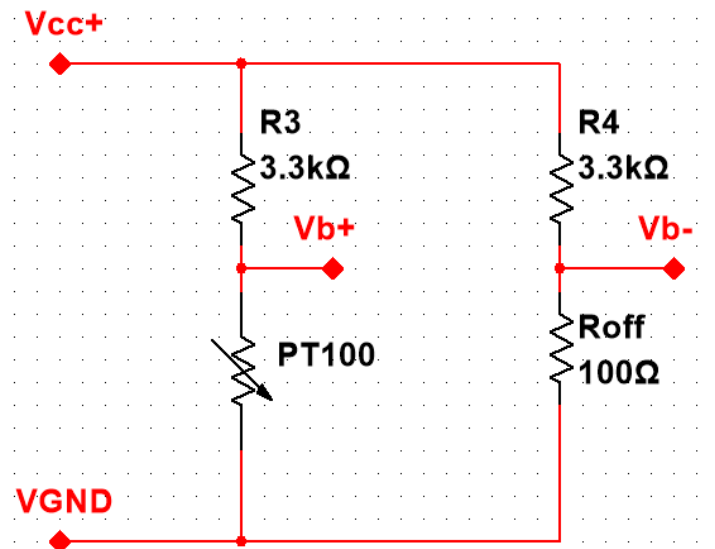 Vcc+
R3
3.3kΩ
R4
3.3kΩ
Vb+
Vb-
PT100
Roff
100Ω
VGND